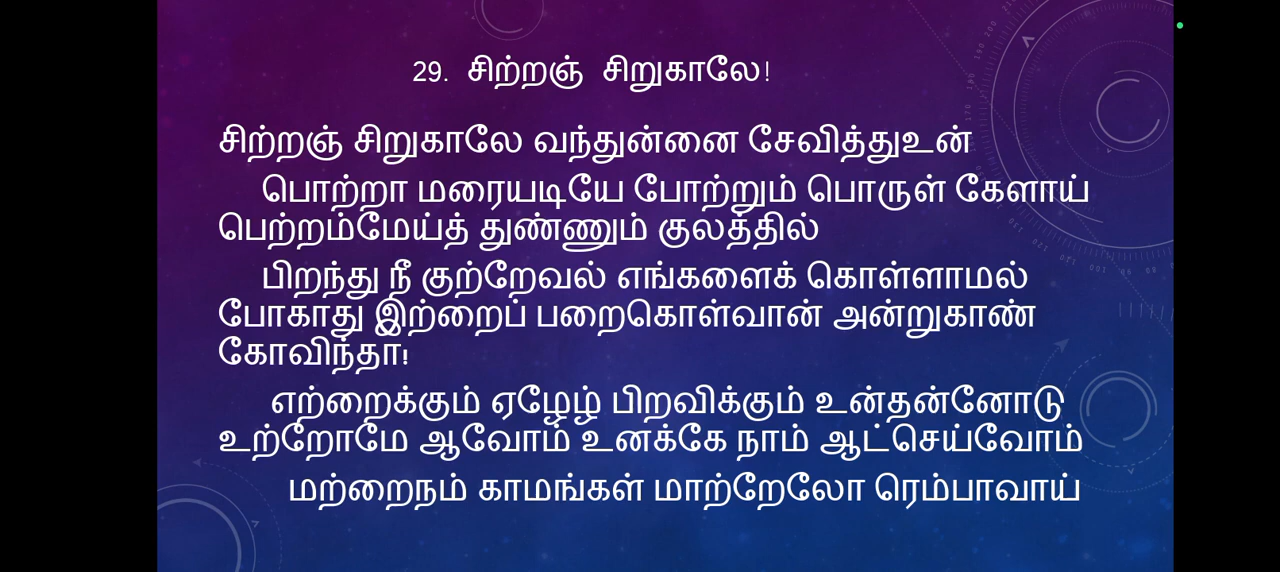 29. சிற்றஞ் சிறுகாலே!
சிற்றஞ் சிறுகாலே வந்துன்னை சேவித்துஉன்
பொற்றா மரையடியே போற்றும் பொருள் கேளாய்
பெற்றம்மேய்த் துண்ணும் குலத்தில்
பிறந்து நீ குற்றேவல் எங்களைக் கொள்ளாமல்
போகாது இற்றைப் பறைகொள்வான் அன்றுகாண்
கோவிந்தா!
எற்றைக்கும் ஏழேழ் பிறவிக்கும் உன்தன்னோடு
உற்றோமே ஆவோம் உனக்கே நாம் ஆட்செய்வோம்
மற்றைநம் காமங்கள் மாற்றேலோ ரெம்பாவாய்